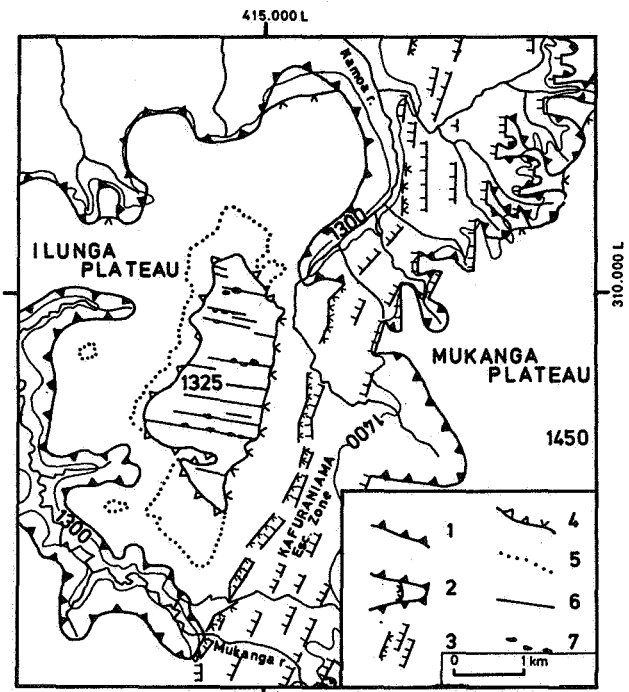 415.000 L
Kamoa r.
1300
ILUNGA
PLATEAU
310.000 L
MUKANGA
PLATEAU
1325
1400
1450
KAFURANIAMA
Esc. Zone
1300
Mukanga r.
1
2
3
4
5
6
7
0 1 km